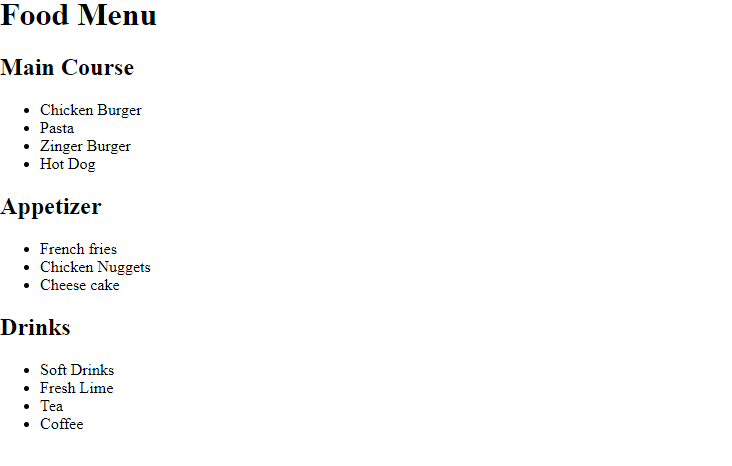 Food Menu
Main Course
Chicken Burger
Pasta
Zinger Burger
Hot Dog
Appetizer
French fries
Chicken Nuggets
Cheese cake
Drinks
Soft Drinks
Fresh Lime
Tea
Coffee